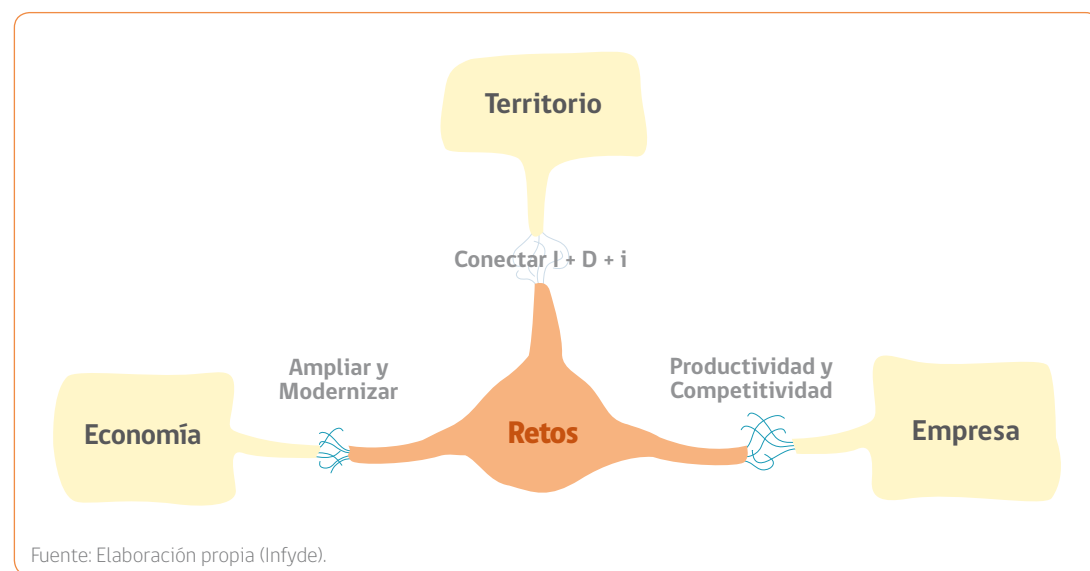 Territorio
Conectar I + D + i
Ampliar y
Modernizar
Productividad y
Competitividad
Economía
Retos
Empresa
Fuente: Elaboración propia (Infyde).